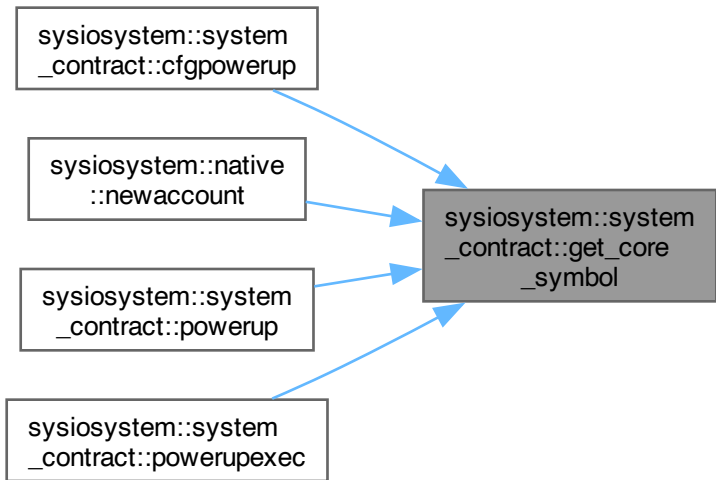 sysiosystem::system
_contract::cfgpowerup
sysiosystem::native
::newaccount
sysiosystem::system
_contract::get_core
_symbol
sysiosystem::system
_contract::powerup
sysiosystem::system
_contract::powerupexec